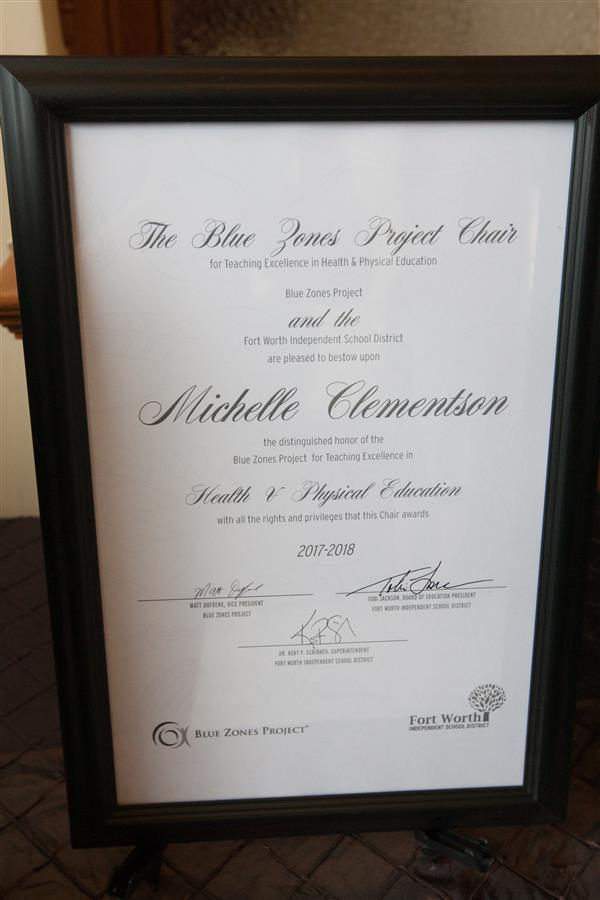 The Blue Zones Project Chair
for Teaching Excellence in Health & Physical Education
Blue Zones Project
and the
Fort Worth Independent School District
are pleased to bestow upon
Michelle Clementson
the distinguished honor of the
Blue Zones Project for Teaching Excellence in
Health & Physical Education
with all the rights and privileges that this Chair awards
2017-2018
MATT DUFRENE, VICE PRESIDENT
BLUE ZONES PROJECT
TOBI JACKSON, BOARD OF EDUCATION PRESIDENT
FORT WORTH INDEPENDENT SCHOOL DISTRICT
DR. KENT P. SCRIBNER, SUPERINTENDENT
FORT WORTH INDEPENDENT SCHOOL DISTRICT
BLUE ZONES PROJECT®
Fort Worth
INDEPENDENT SCHOOL DISTRICT